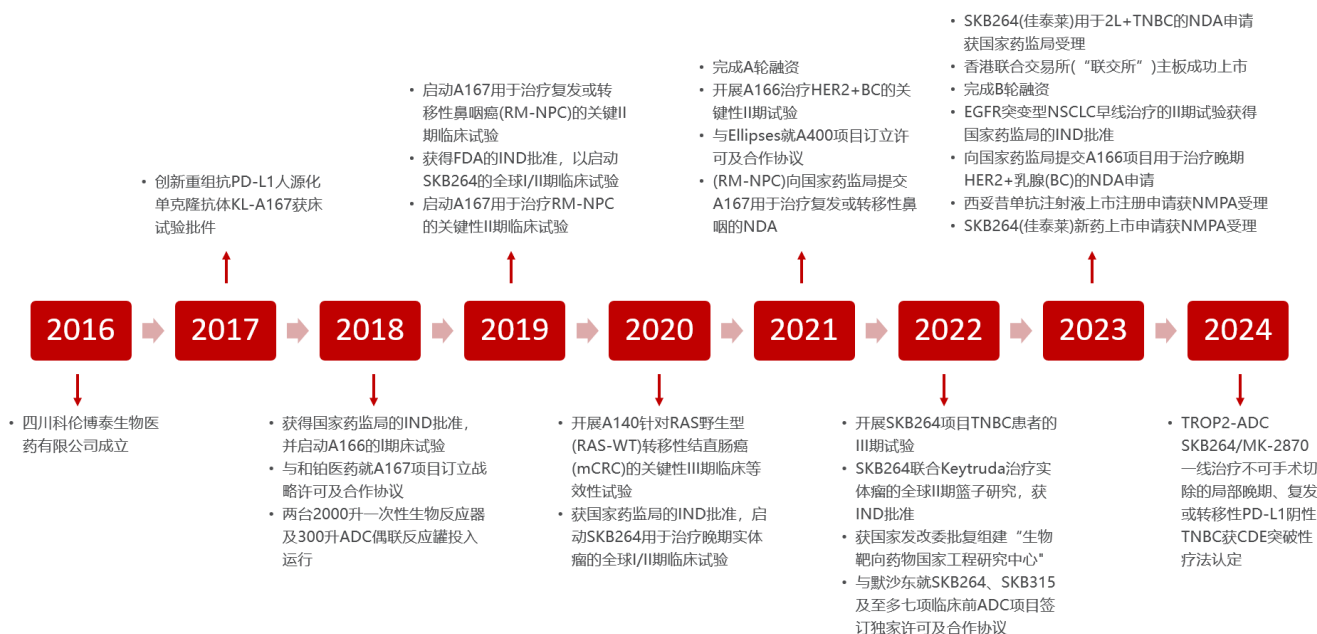 • SKB264(佳泰莱)用于2L+TNBC的NDA申请
获国家药监局受理
• 香港联合交易所(“联交所”)主板成功上市
• 完成B轮融资
• EGFR突变型NSCLC早线治疗的II期试验获得
国家药监局的IND批准
• 向国家药监局提交A166项目用于治疗晚期
HER2+乳腺(BC)的NDA申请
• 西妥昔单抗注射液上市注册申请获NMPA受理
• SKB264(佳泰莱)新药上市申请获NMPA受理
• 完成A轮融资
• 开展A166治疗HER2+BC的关
键性II期试验
• 与Ellipses就A400项目订立许
可及合作协议
• (RM-NPC)向国家药监局提交
A167用于治疗复发或转移性鼻
咽的NDA
• 启动A167用于治疗复发或转
移性鼻咽癌(RM-NPC)的关键II
期临床试验
• 获得FDA的IND批准，以启动
SKB264的全球I/II期临床试验
• 启动A167用于治疗RM-NPC
的关键性II期临床试验
• 创新重组抗PD-L1人源化
单克隆抗体KL-A167获床
试验批件
2016
2017
2018
2019
2020
2021
2022
2023
2024
• 四川科伦博泰生物医
药有限公司成立
• 获得国家药监局的IND批准，
并启动A166的I期床试验
• 与和铂医药就A167项目订立战
略许可及合作协议
• 两台2000升一次性生物反应器
及300升ADC偶联反应罐投入
运行
• 开展A140针对RAS野生型
(RAS-WT)转移性结直肠癌
(mCRC)的关键性III期临床等
效性试验
• 获国家药监局的IND批准，启
动SKB264用于治疗晚期实体
瘤的全球I/II期临床试验
• 开展SKB264项目TNBC患者的
III期试验
• SKB264联合Keytruda治疗实
体瘤的全球II期篮子研究，获
IND批准
• 获国家发改委批复组建“生物
靶向药物国家工程研究中心"
• 与默沙东就SKB264、SKB315
及至多七项临床前ADC项目签
订独家许可及合作协议
• TROP2-ADC
SKB264/MK-2870
一线治疗不可手术切
除的局部晚期、复发
或转移性PD-L1阴性
TNBC获CDE突破性
疗法认定